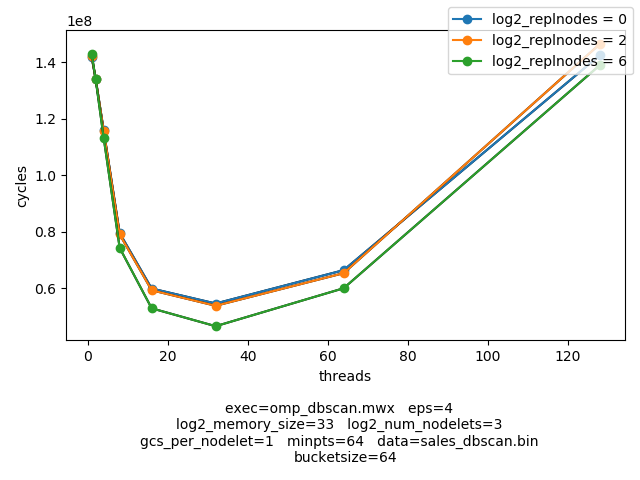 1e8
log2_replnodes = 0
log2_replnodes = 2
log2_replnodes = 6
1.4
1.2
1.0
0.8
0.6
cycles
0 20 40 60 80 100 120
threads
exec=omp_dbscan.mwx eps=4
log2_memory_size=33 log2_num_nodelets=3
gcs_per_nodelet=1 minpts=64 data=sales_dbscan.bin
bucketsize=64